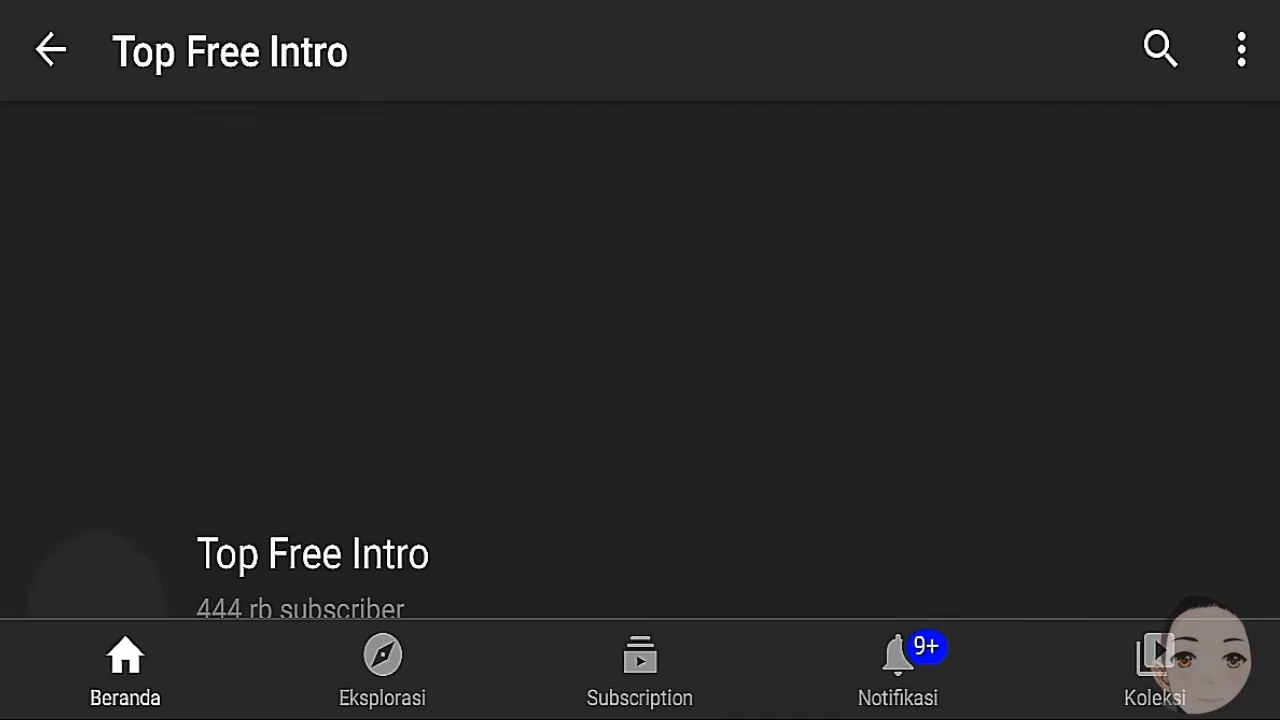 Top Free Intro
Top Free Intro
444 rb subscriber
9+
Beranda
Eksplorasi
Subscription
Notifikasi
Koleksi